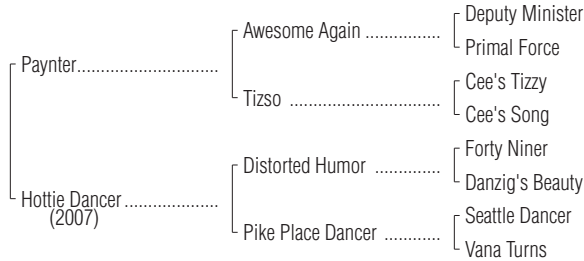 Deputy Minister
Awesome Again ..................
Primal Force
Paynter...............................
Cee's Tizzy
Tizso .................................
Cee's Song
Forty Niner
Distorted Humor ................
Danzig's Beauty
Hottie Dancer .....................
(2007)
Seattle Dancer
Pike Place Dancer ..............
Vana Turns